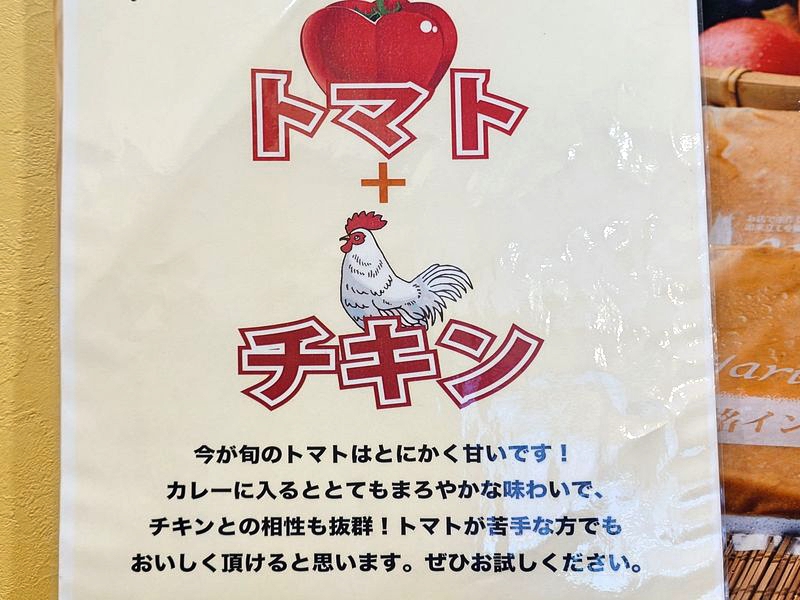 トマト
+
チキン
今が旬のトマトはとにかく甘いです！
カレーに入るととてもまろやかな味わいで、
チキンとの相性も抜群！トマトが苦手な方でも
おいしく頂けると思います。ぜひお試しください。